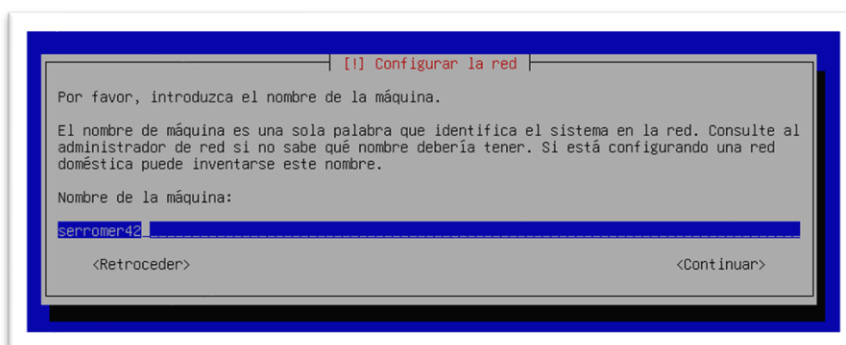 [!] Configurar la red
Por favor, introduzca el nombre de la máquina.
El nombre de máquina es una sola palabra que identifica el sistema en la red. Consulte al
administrador de red si no sabe qué nombre debería tener. Si está configurando una red
doméstica puede inventarse este nombre.
Nombre de la máquina:
serromer42
<Retroceder> <Continuar>